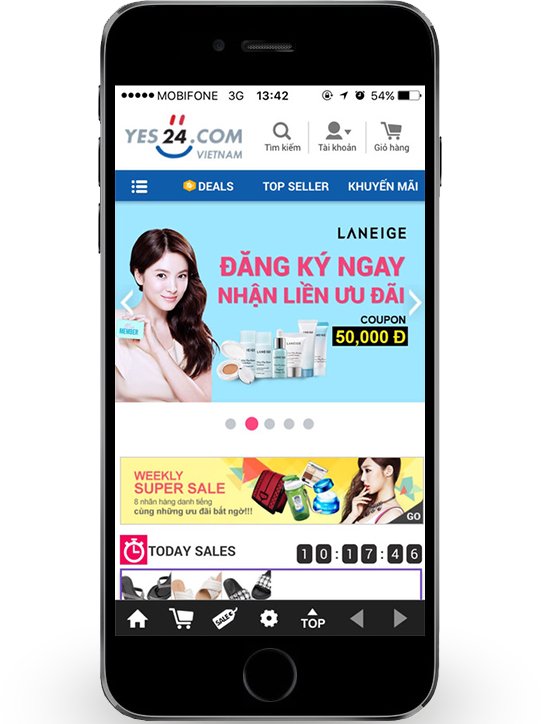 MOBIFONE 3G 13:42 54%
YES24.COM
VIETNAM
Tìm kiếm
Tài khoản
Giỏ hàng
DEALS TOP SELLER KHUYẾN MÃI
LANEIGE
ĐĂNG KÝ NGAY
NHẬN LIỀN ƯU ĐÃI
COUPON
50,000 Đ
MEMBER
WEEKLY
SUPER SALE
8 nhãn hàng danh tiếng
cùng những ưu đãi bất ngờ!!!
GO
TODAY SALES 10:17:46
SALE
TOP